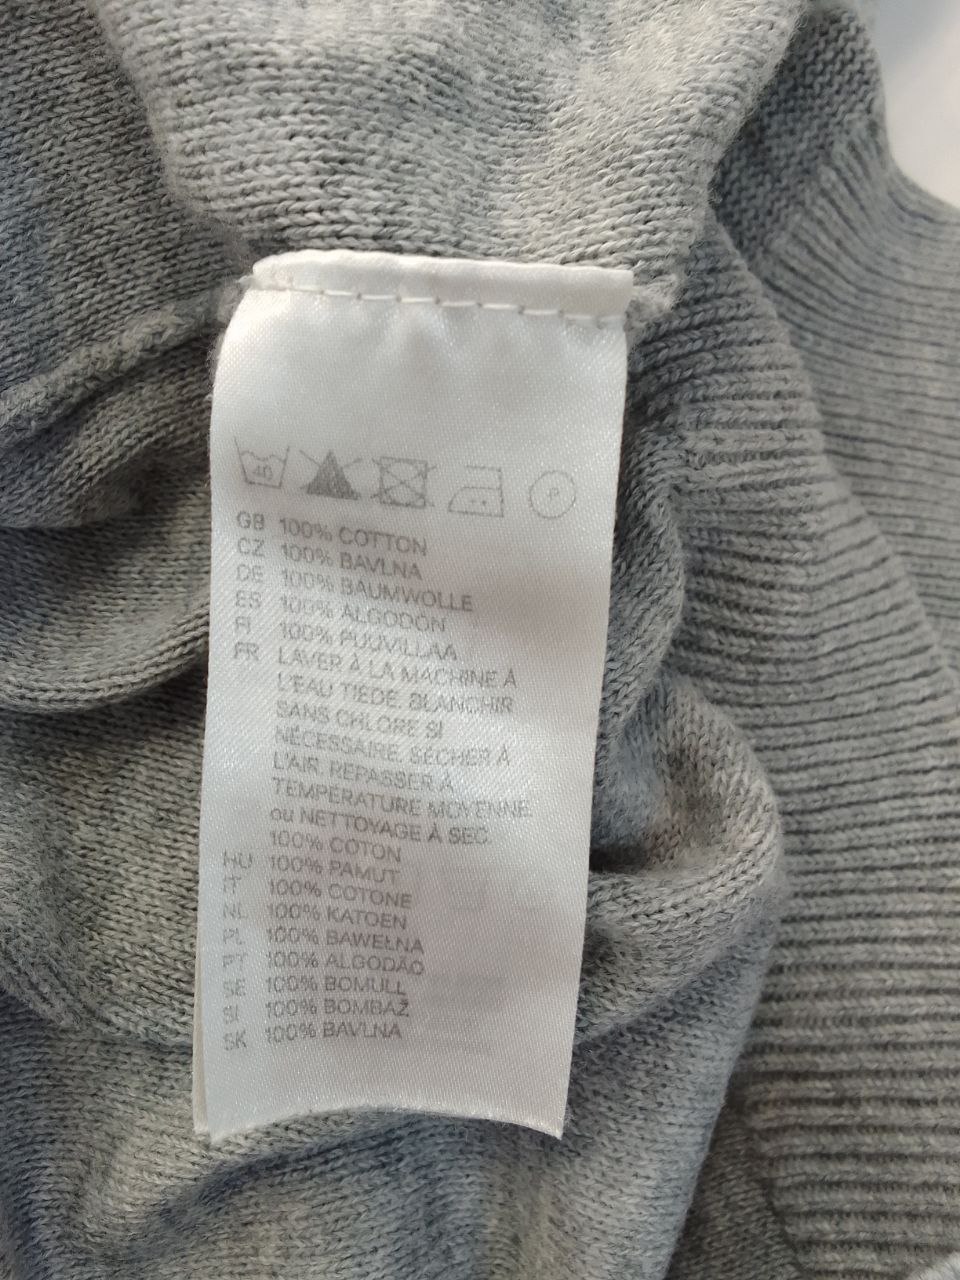 40 P
GB 100% COTTON
CZ 100% BAVLNA
DE 100% BAUMWOLLE
ES 100% ALGODÓN
FI 100% PUUVILLAA
FR LAVER À LA MACHINE À
L'EAU TIÈDE. BLANCHIR
SANS CHLORE SI
NÉCESSAIRE. SÉCHER À
L'AIR. REPASSER À
TEMPÉRATURE MOYENNE
ou NETTOYAGE À SEC.
100% COTON
HU 100% PAMUT
IT 100% COTONE
NL 100% KATOEN
PL 100% BAWEŁNA
PT 100% ALGODÃO
SE 100% BOMULL
SI 100% BOMBAŽ
SK 100% BAVLNA